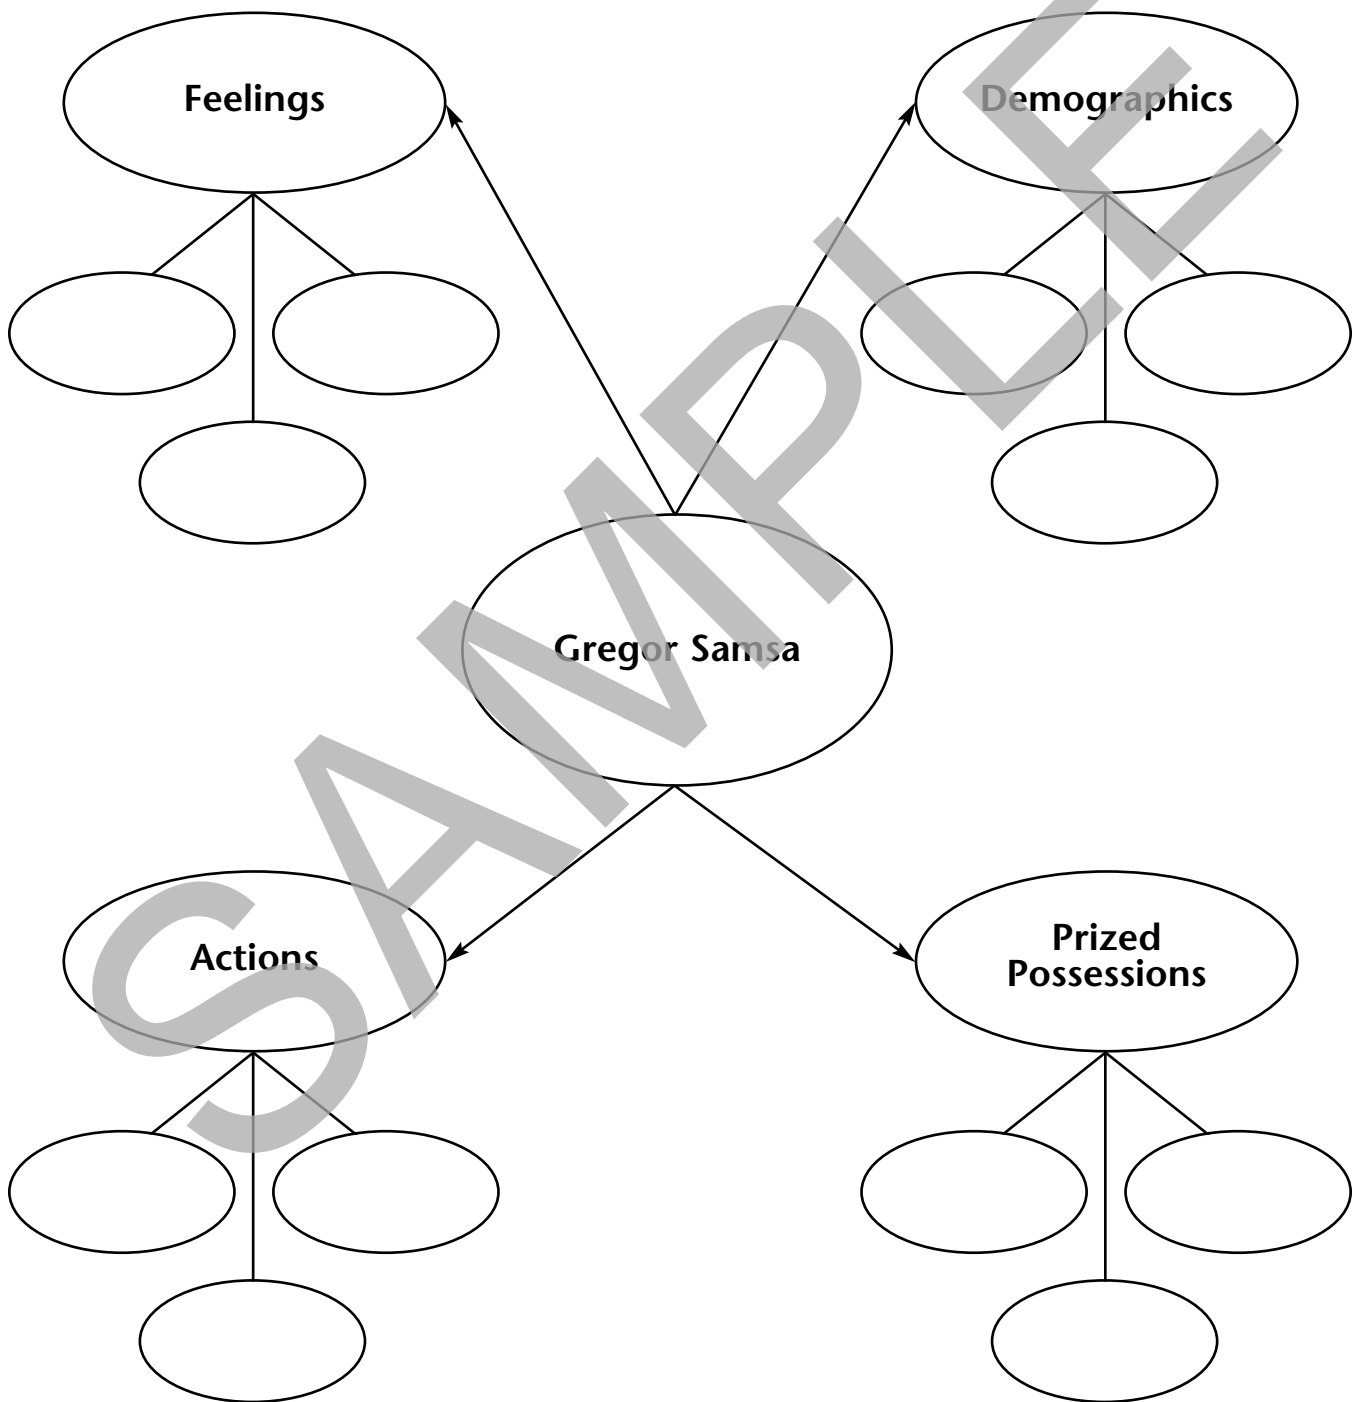 Feelings
Demographics
Gregor Samsa
Actions
Prized
Possessions
SAMPLE